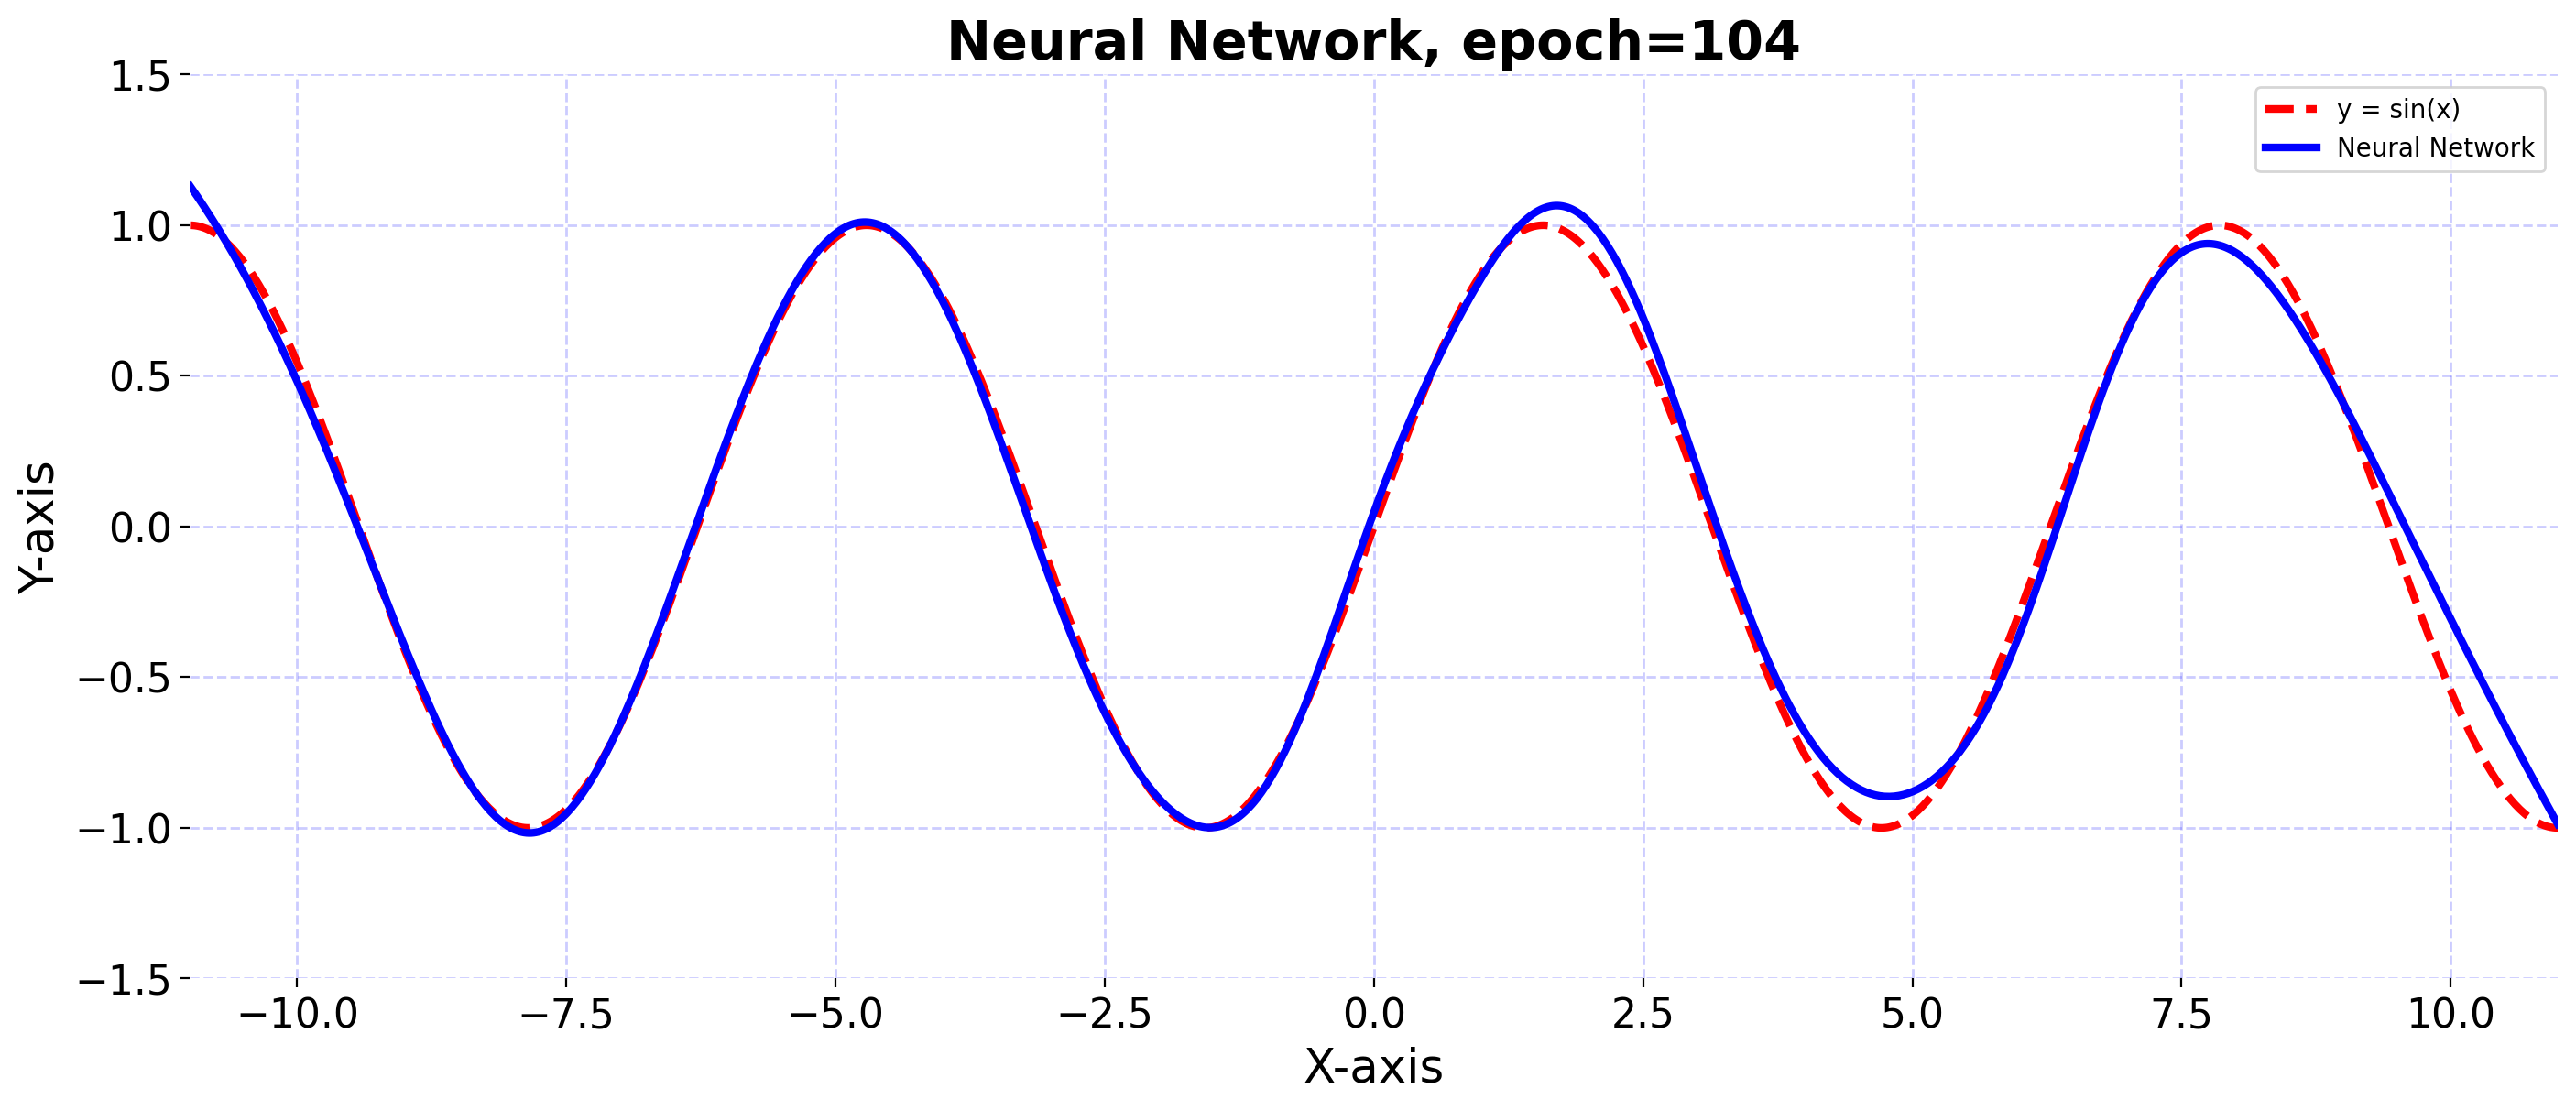 Neural Network, epoch=104
y = sin(x)
Neural Network
1.5
1.0
0.5
0.0
−0.5
−1.0
−1.5
Y-axis
−10.0 −7.5 −5.0 −2.5 0.0 2.5 5.0 7.5 10.0
X-axis